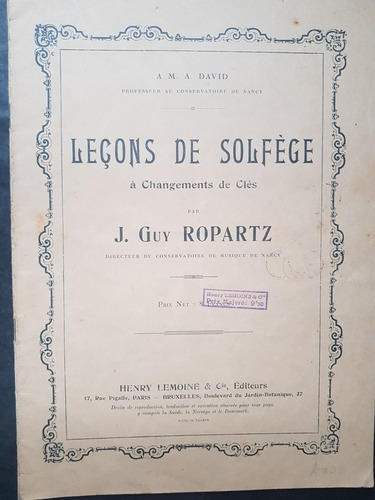 A M. A. DAVID
PROFESSEUR AU CONSERVATOIRE DE NANCY
LEÇONS DE SOLFÈGE
à Changements de Clés
PAR
J. GUY ROPARTZ
DIRECTEUR DU CONSERVATOIRE DE MUSIQUE DE NANCY
PRIX NET :
Henry LEMOINE & Cie
Prix Majoré: 9f50
HENRY LEMOINE & Cie, Éditeurs
17, Rue Pigalle, PARIS — BRUXELLES, Boulevard du Jardin-Botanique, 37
Droits de reproduction, traduction et exécution réservés pour tous pays,
y compris la Suède, la Norvège et le Danemark.